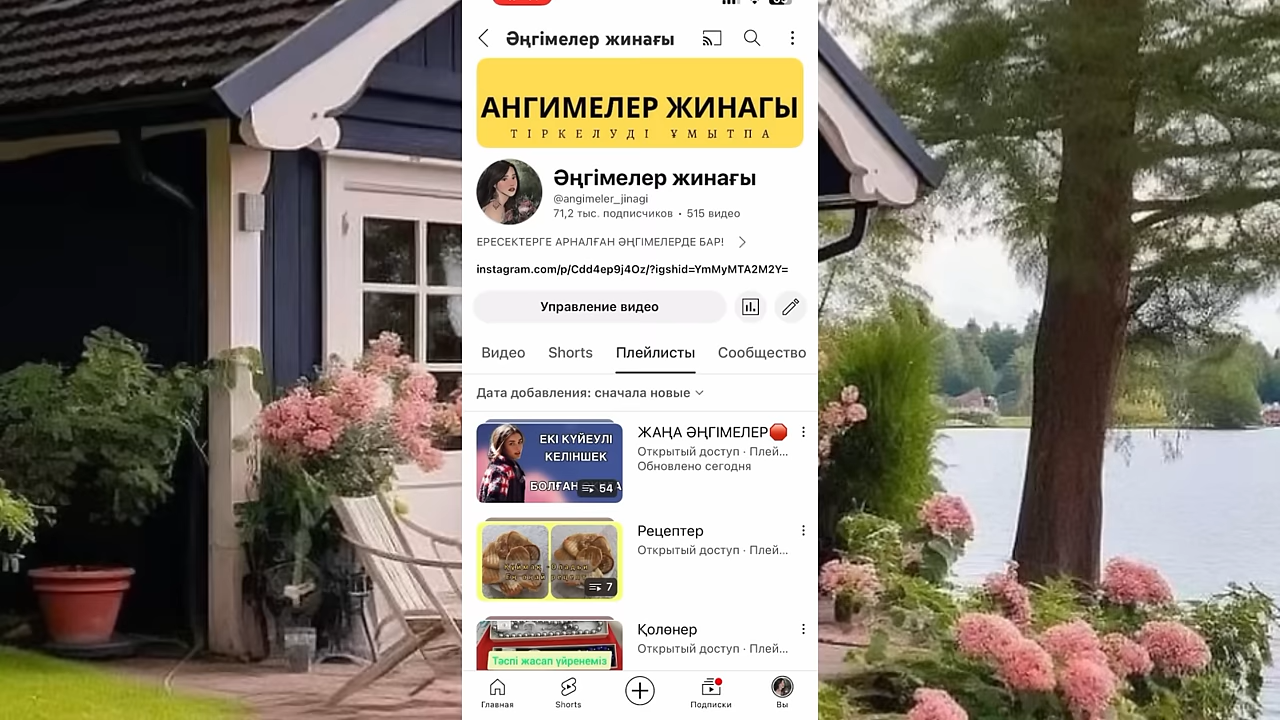 Әңгімелер жинағы
АНГИМЕЛЕР ЖИНАГЫ
ТІРКЕЛУДІ ҰМЫТПА
Әңгімелер жинағы
@angimeler_jinagi
71,2 тыс. подписчиков • 515 видео
ЕРЕСЕКТЕРГЕ АРНАЛҒАН ӘҢГІМЕЛЕРДЕ БАР!
instagram.com/p/Cdd4ep9j4Oz/?igshid=YmMyMTA2M2Y=
Управление видео
Видео Shorts Плейлисты Сообщество
Дата добавления: сначала новые
ЕКІ КҮЙЕУЛІ
КЕЛІНШЕК
54
ЖАҢА ӘҢГІМЕЛЕР
Открытый доступ · Плей...
Обновлено сегодня
7
Рецептер
Открытый доступ · Плей...
Тәспі жасап үйренеміз
Қолөнер
Открытый доступ · Плей...
Главная Shorts Подписки Вы